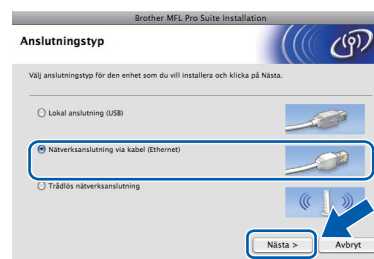 Brother MFL Pro Suite Installation
Anslutningstyp
Välj anslutningstyp för den enhet som du vill installera och klicka på Nästa.
Lokal anslutning (USB)
Nätverksanslutning via kabel (Ethernet)
Trådlös nätverksanslutning
Nästa >
Avbryt